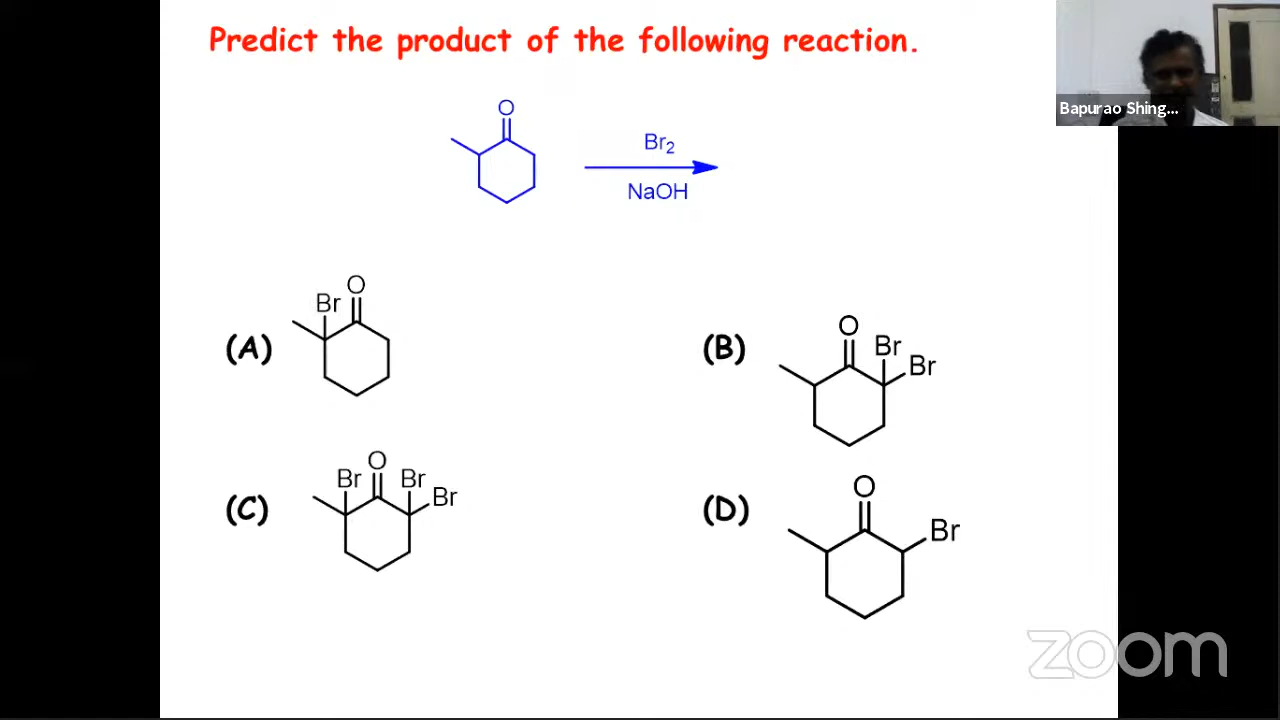 Predict the product of the following reaction.
Bapurao Shing...
O
Br2
NaOH
(A)
Br O
(B)
O
Br
Br
(C)
O
Br Br
Br
(D)
O
Br
zoom